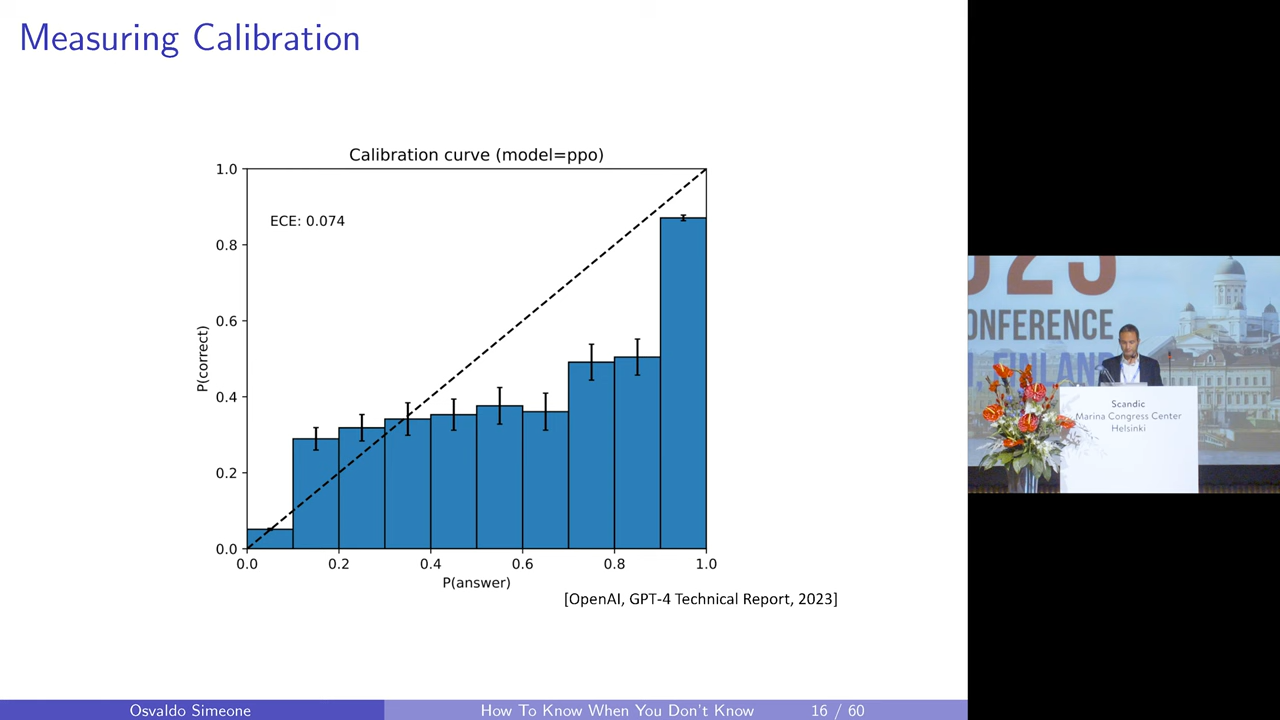 Measuring Calibration
Calibration curve (model=ppo)
ECE: 0.074
P(correct)
1.0
0.8
0.6
0.4
0.2
0.0
0.0 0.2 0.4 0.6 0.8 1.0
P(answer)
[OpenAI, GPT-4 Technical Report, 2023]
Osvaldo Simeone How To Know When You Don't Know 16 / 60
023
ONFERENCE
FINLAND
Scandic
Marina Congress Center
Helsinki